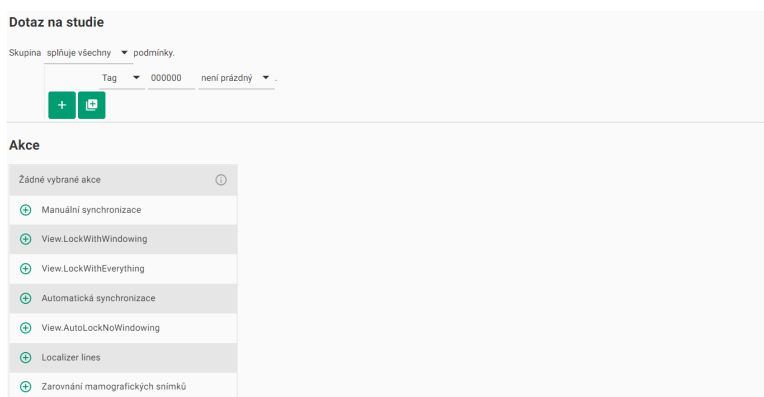 Dotaz na studie
Skupina splňuje všechny podmínky.
Tag 000000 není prázdný .
Akce
Žádné vybrané akce
Manuální synchronizace
View.LockWithWindowing
View.LockWithEverything
Automatická synchronizace
View.AutoLockNoWindowing
Localizer lines
Zarovnání mamografických snímků